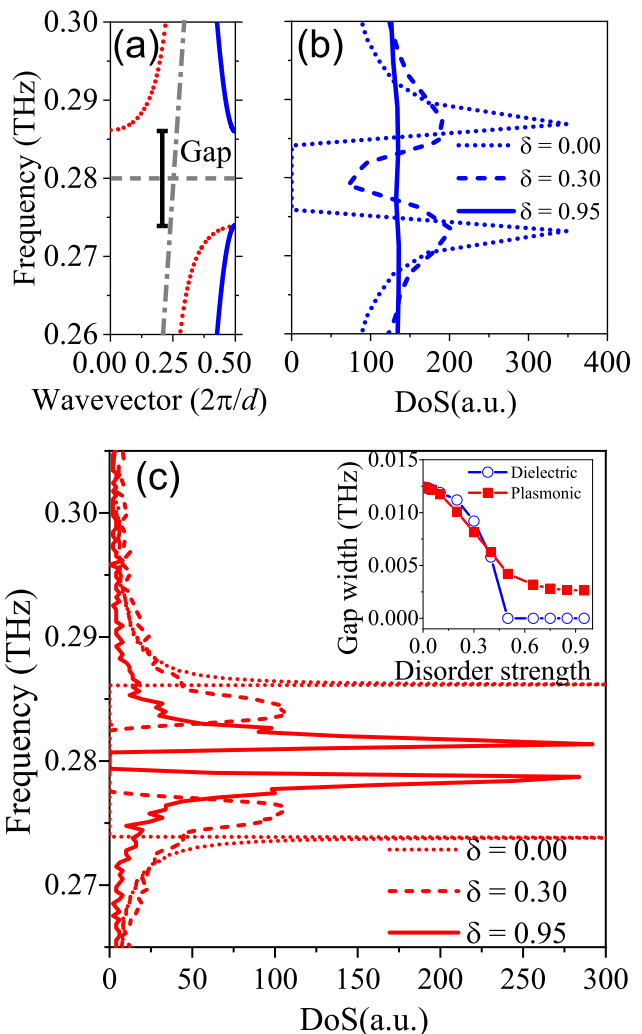 (a)
(b)
0.30
0.29
0.28
0.27
0.26
Frequency (THz)
Gap
0.00 0.25 0.50
Wavevector (2π/d)
δ = 0.00
δ = 0.30
δ = 0.95
0 100 200 300 400
DoS(a.u.)
(c)
0.30
0.29
0.28
0.27
Frequency (THz)
0.015
0.010
0.005
0.000
Gap width (THz)
Dielectric
Plasmonic
0.0 0.3 0.6 0.9
Disorder strength
δ = 0.00
δ = 0.30
δ = 0.95
0 25 50 75 100 150 200 250 300
DoS(a.u.)